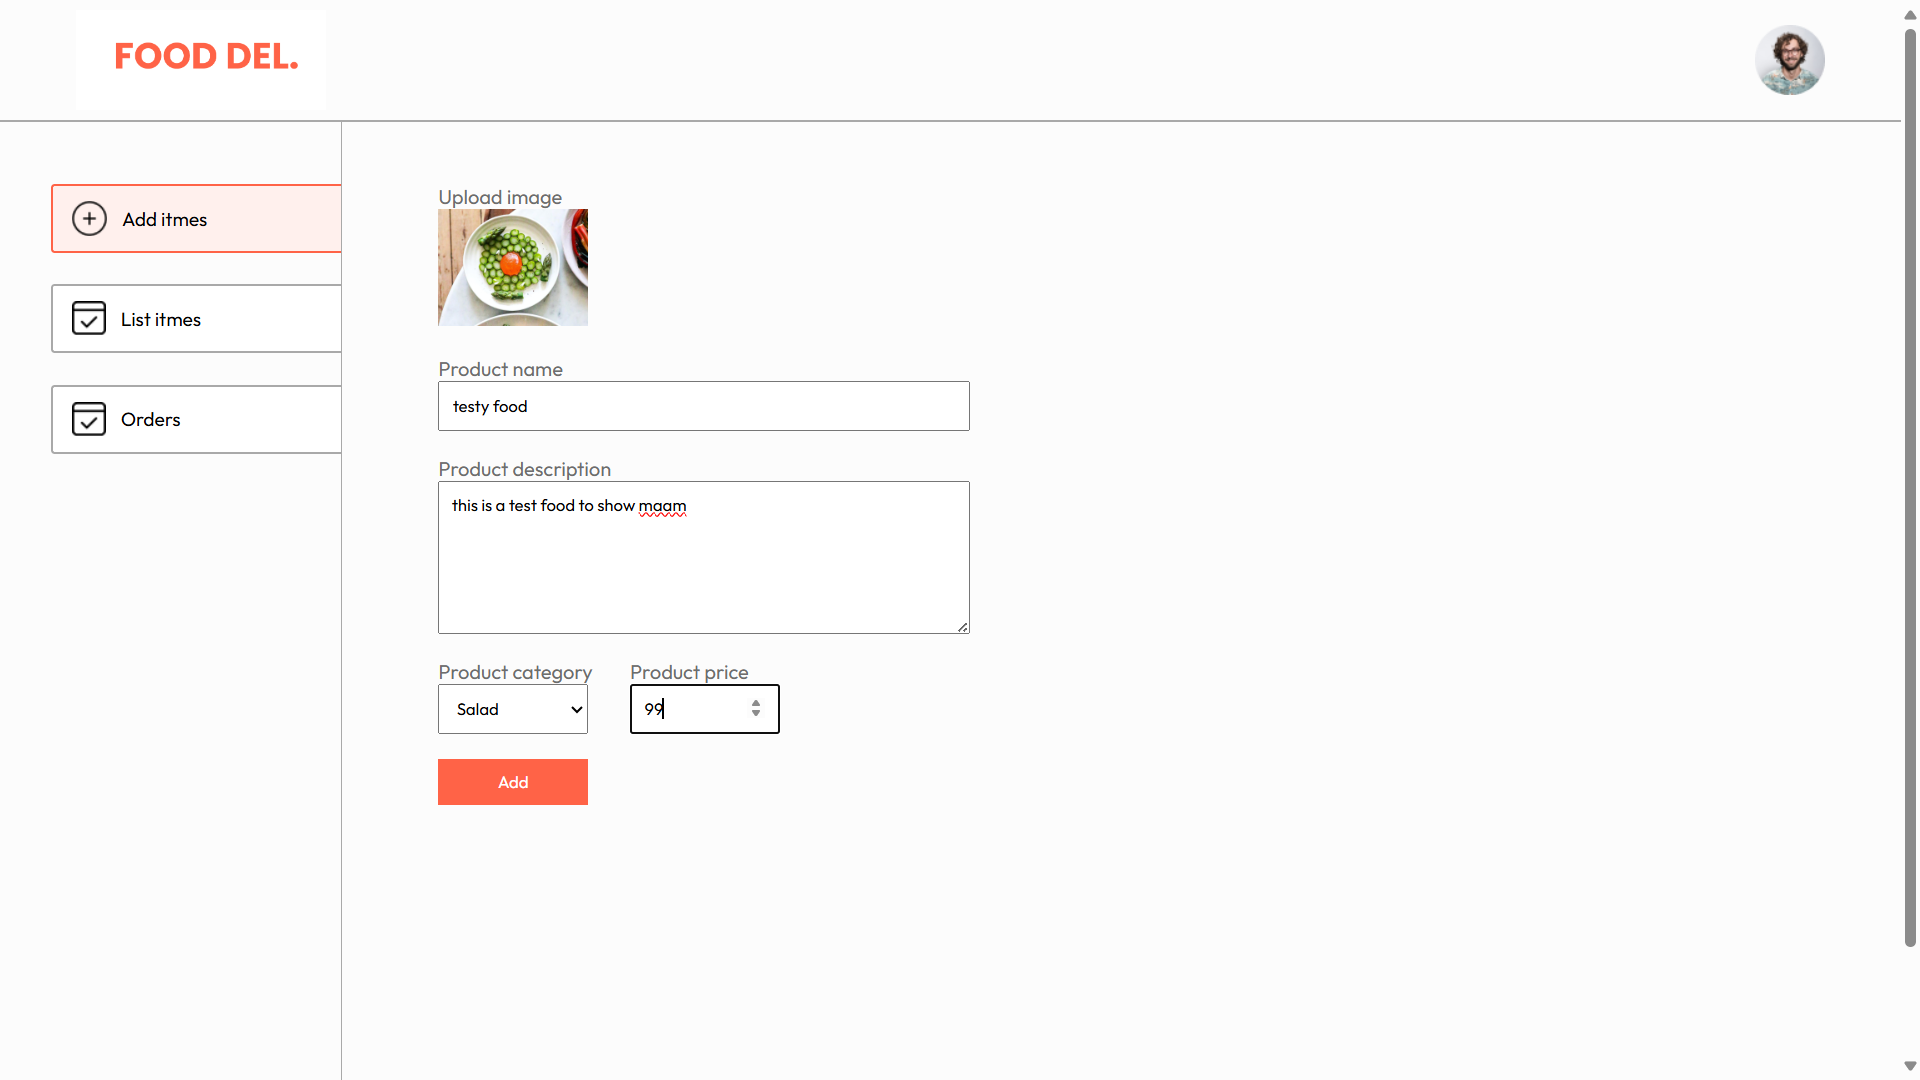 FOOD DEL.
Add itmes
List itmes
Orders
Upload image
Product name
testy food
Product description
this is a test food to show maam
Product category
Product price
Salad
99
Add